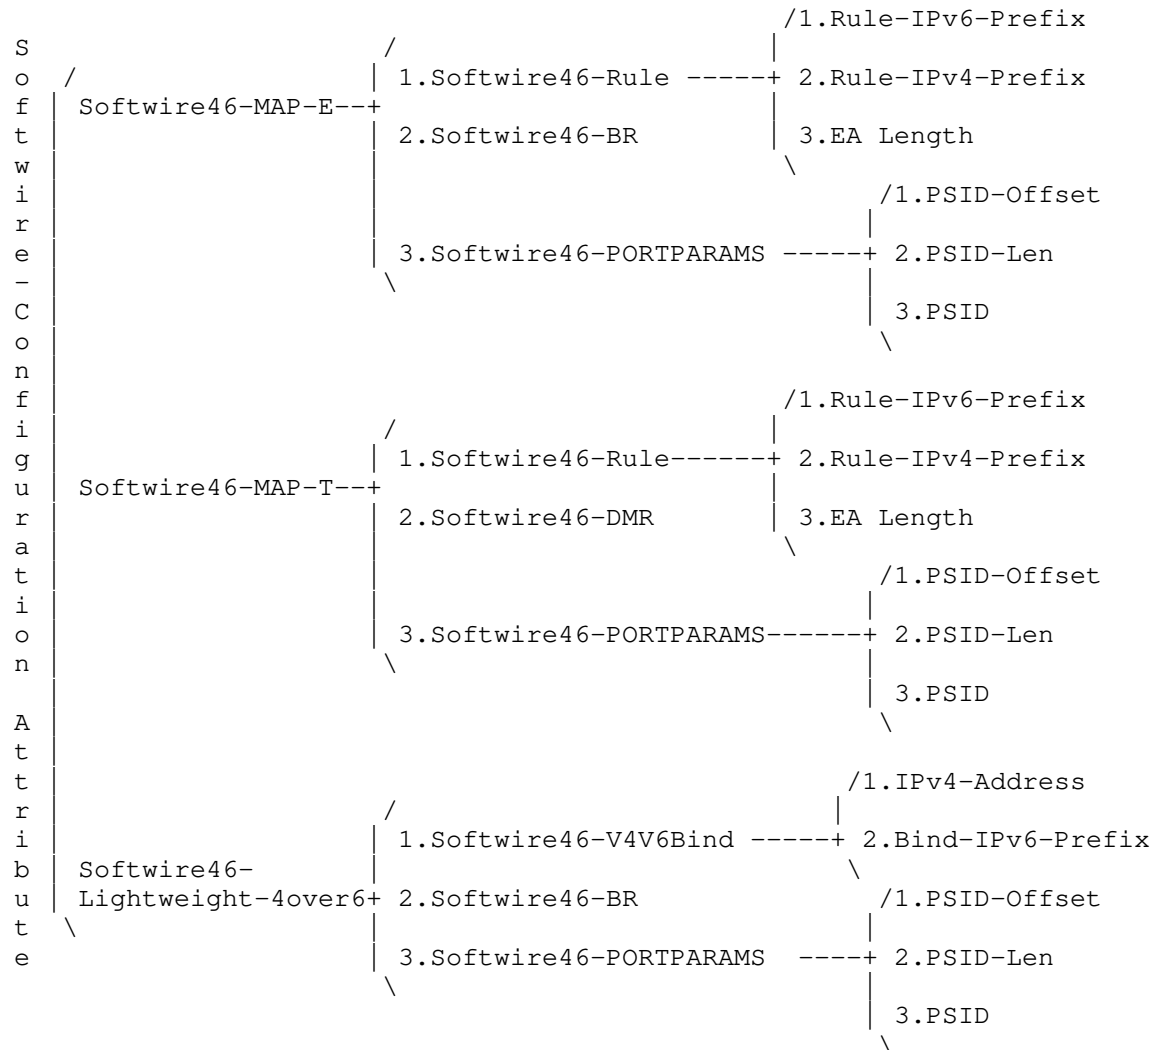 /1.Rule-IPv6-Prefix
S / |
o / | 1.Softwire46-Rule -----+ 2.Rule-IPv4-Prefix
f | Softwire46-MAP-E--+ |
t | | 2.Softwire46-BR | 3.EA Length
w | | \
i | | /1.PSID-Offset
r | | |
e | | 3.Softwire46-PORTPARAMS -----+ 2.PSID-Len
- | \ |
C | | 3.PSID
o | \
n |
f | /1.Rule-IPv6-Prefix
i | / |
g | | 1.Softwire46-Rule------+ 2.Rule-IPv4-Prefix
u | Softwire46-MAP-T--+ |
r | | 2.Softwire46-DMR | 3.EA Length
a | | \
t | | /1.PSID-Offset
i | | |
o | | 3.Softwire46-PORTPARAMS------+ 2.PSID-Len
n | \ |
| | 3.PSID
A | \
t |
t | /1.IPv4-Address
r | / |
i | | 1.Softwire46-V4V6Bind -----+ 2.Bind-IPv6-Prefix
b | Softwire46- | \
u | Lightweight-4over6+ 2.Softwire46-BR /1.PSID-Offset
t \ | |
e | 3.Softwire46-PORTPARAMS ----+ 2.PSID-Len
\ |
| 3.PSID
\